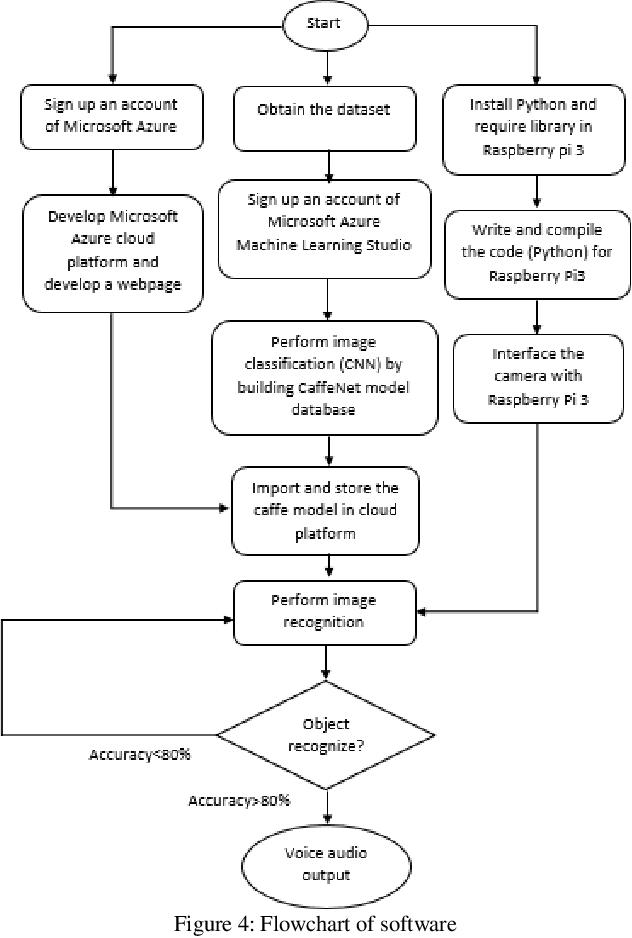 Start
Sign up an account
of Microsoft Azure
Obtain the dataset
Install Python and
require library in
Raspberry pi 3
Develop Microsoft
Azure cloud
platform and
develop a webpage
Sign up an account of
Microsoft Azure
Machine Learning Studio
Write and compile
the code (Python) for
Raspberry Pi3
Perform image
classification (CNN) by
building CaffeNet model
database
Interface the
camera with
Raspberry Pi 3
Import and store the
caffe model in cloud
platform
Perform image
recognition
Object
recognize?
Accuracy<80%
Accuracy>80%
Voice audio
output
Figure 4: Flowchart of software